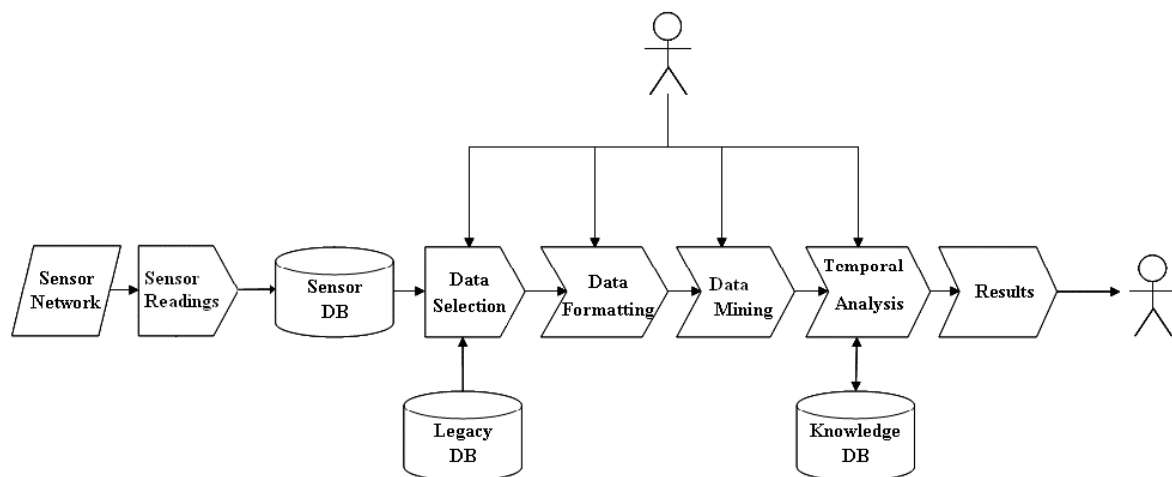 Sensor
Network
Sensor
Readings
Sensor
DB
Data
Selection
Data
Formatting
Data
Mining
Temporal
Analysis
Results
Legacy
DB
Knowledge
DB